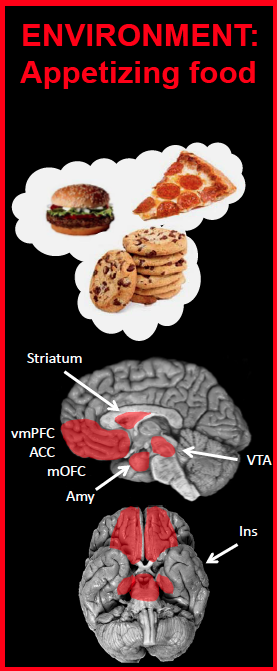 ENVIRONMENT:
Appetizing food
Striatum
vmPFC
ACC
mOFC
VTA
Amy
Ins